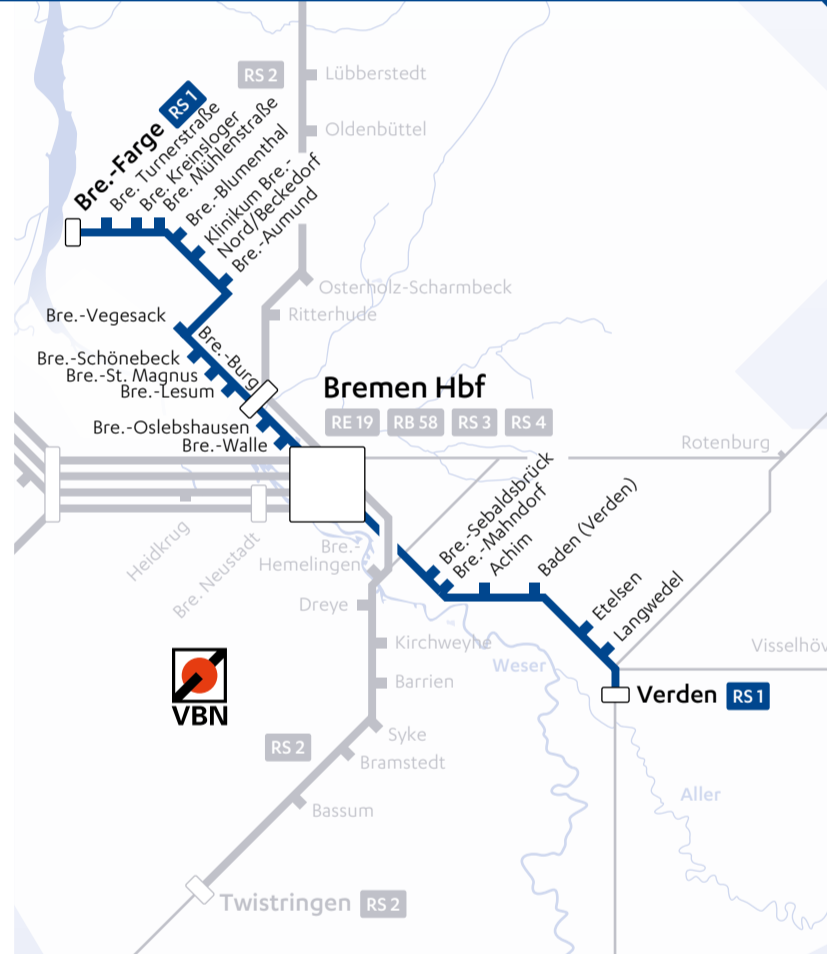 RS 2
Lübberstedt
Oldenbüttel
RS 1
Bre.-Farge
Bre. Turnerstraße
Bre. Kreinsloger
Bre. Mühlenstraße
Bre.-Blumenthal
Klinikum Bre.-
Nord/Beckedorf
Bre.-Aumund
Osterholz-Scharmbeck
Ritterhude
Bre.-Vegesack
Bre.-Schönebeck
Bre.-St. Magnus
Bre.-Lesum
Bre.-Burg
Bre.-Oslebshausen
Bre.-Walle
Bremen Hbf
RE 19 RB 58 RS 3 RS 4
Rotenburg
Heidkrug
Bre. Neustadt
Bre.-
Hemelingen
Bre.-Sebaldsbrück
Bre.-Mahndorf
Achim
Baden (Verden)
Etelsen
Langwedel
Dreye
Kirchweyhe
Weser
Visselhöv
Barrien
Verden RS 1
VBN
Syke
RS 2
Bramstedt
Aller
Bassum
Twistringen RS 2